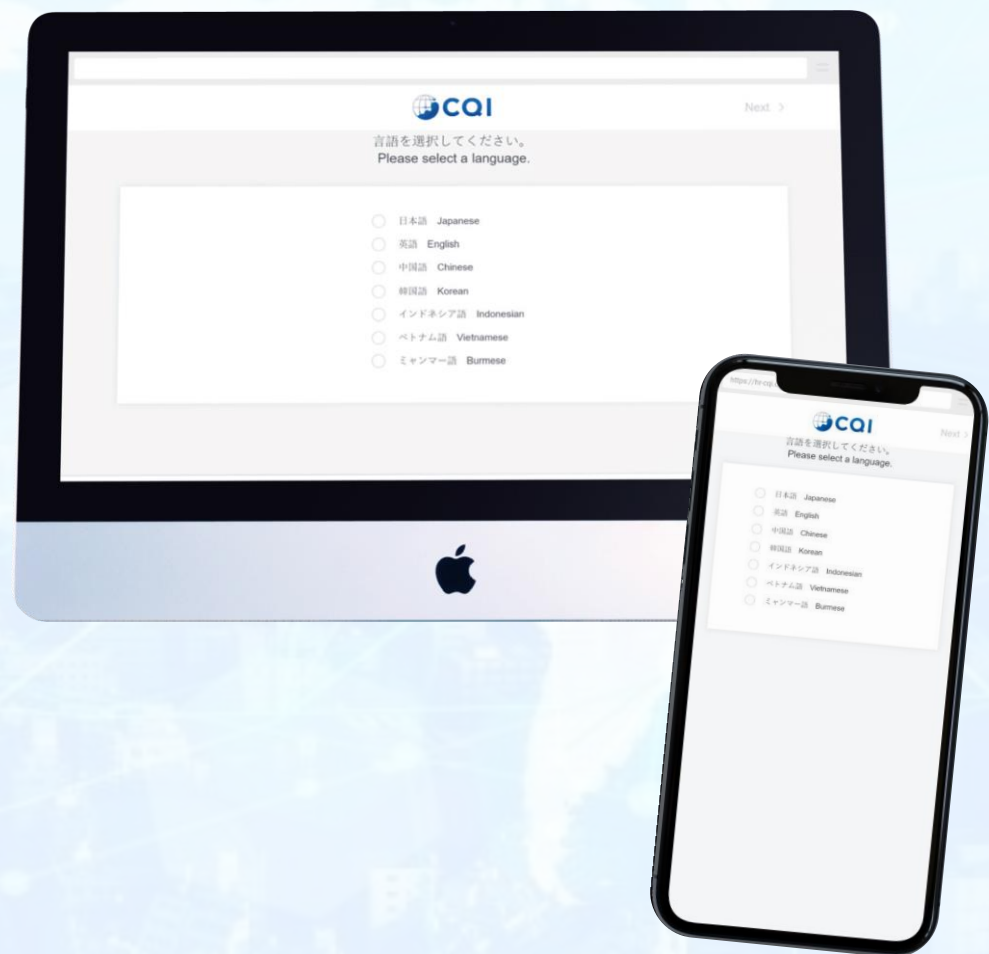 CQI
Next >
言語を選択してください。
Please select a language.
日本語 Japanese
英語 English
中国語 Chinese
韓国語 Korean
インドネシア語 Indonesian
ベトナム語 Vietnamese
ミャンマー語 Burmese
https://hr-cqi.
CQI
Next >
言語を選択してください。
Please select a language.
日本語 Japanese
英語 English
中国語 Chinese
韓国語 Korean
インドネシア語 Indonesian
ベトナム語 Vietnamese
ミャンマー語 Burmese